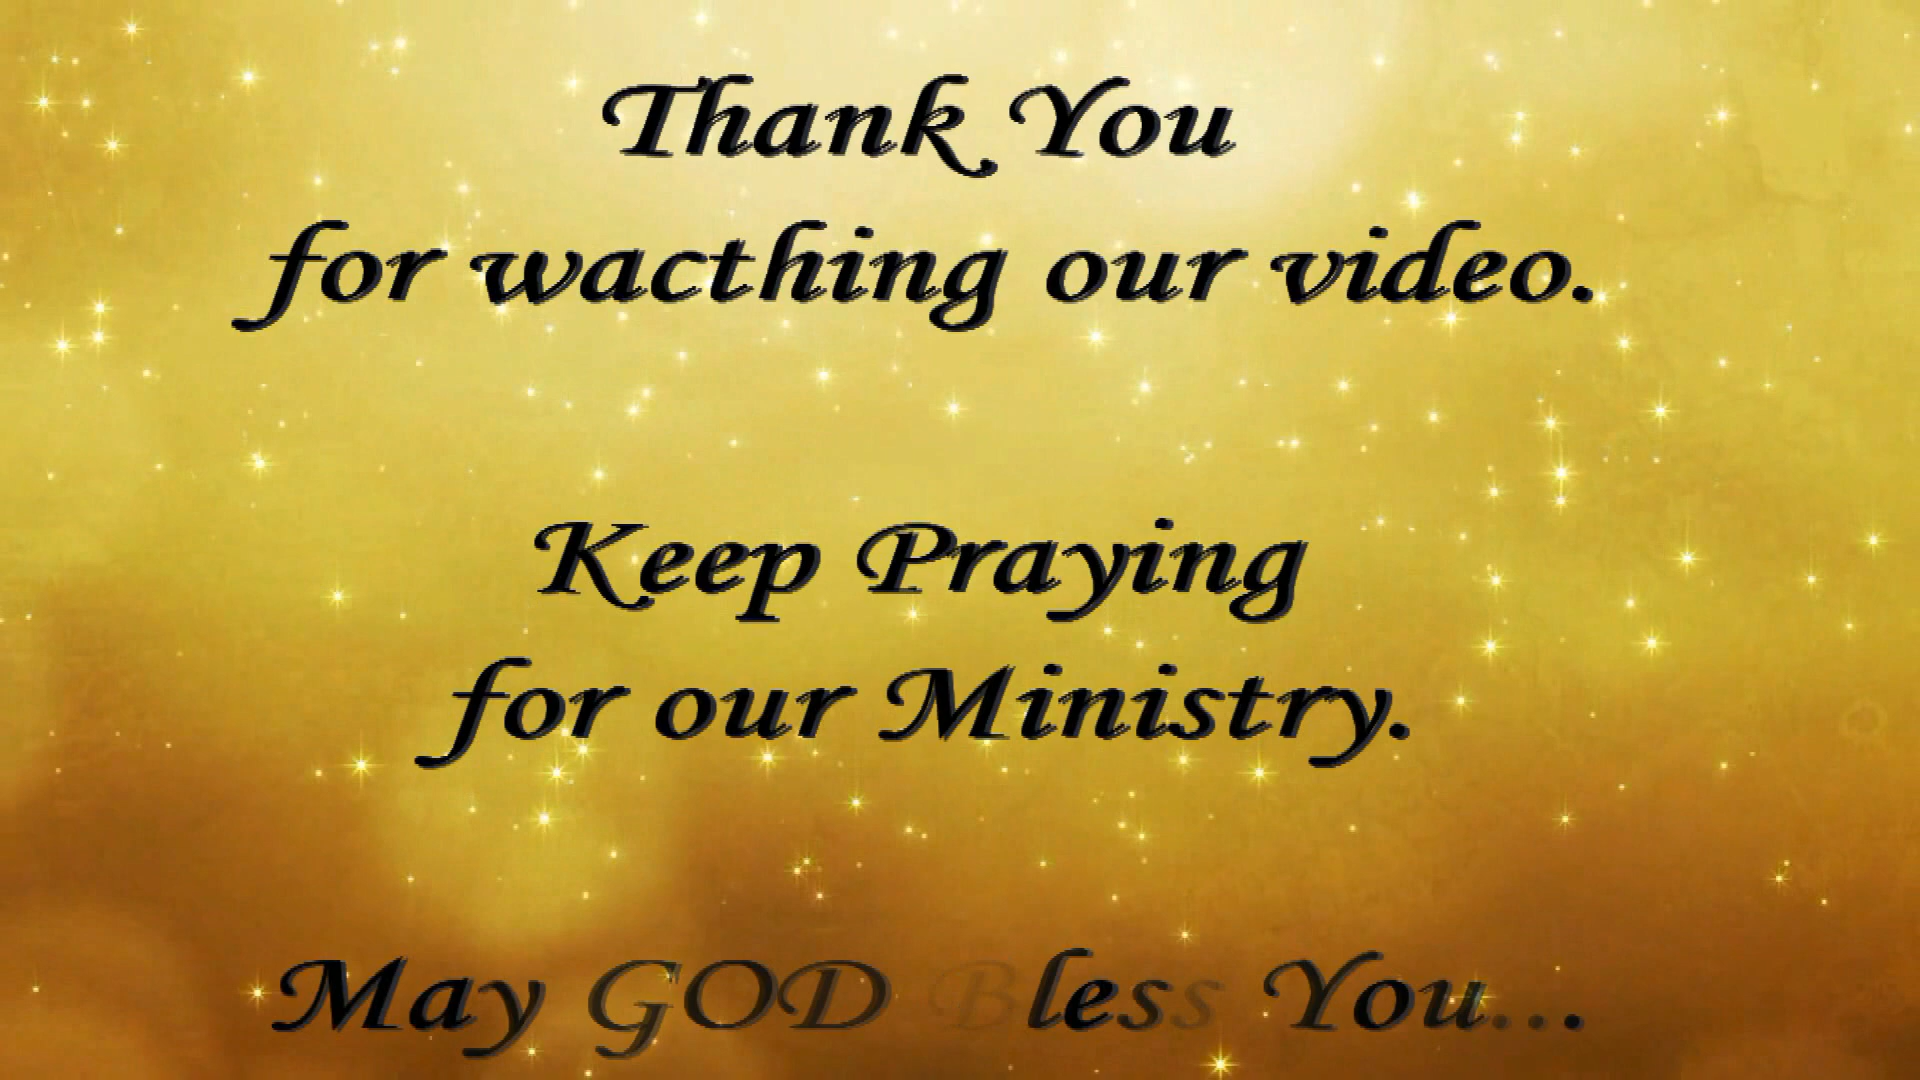 Thank You
for wacthing our video.
Keep Praying
for our Ministry.
May GOD Bless You...